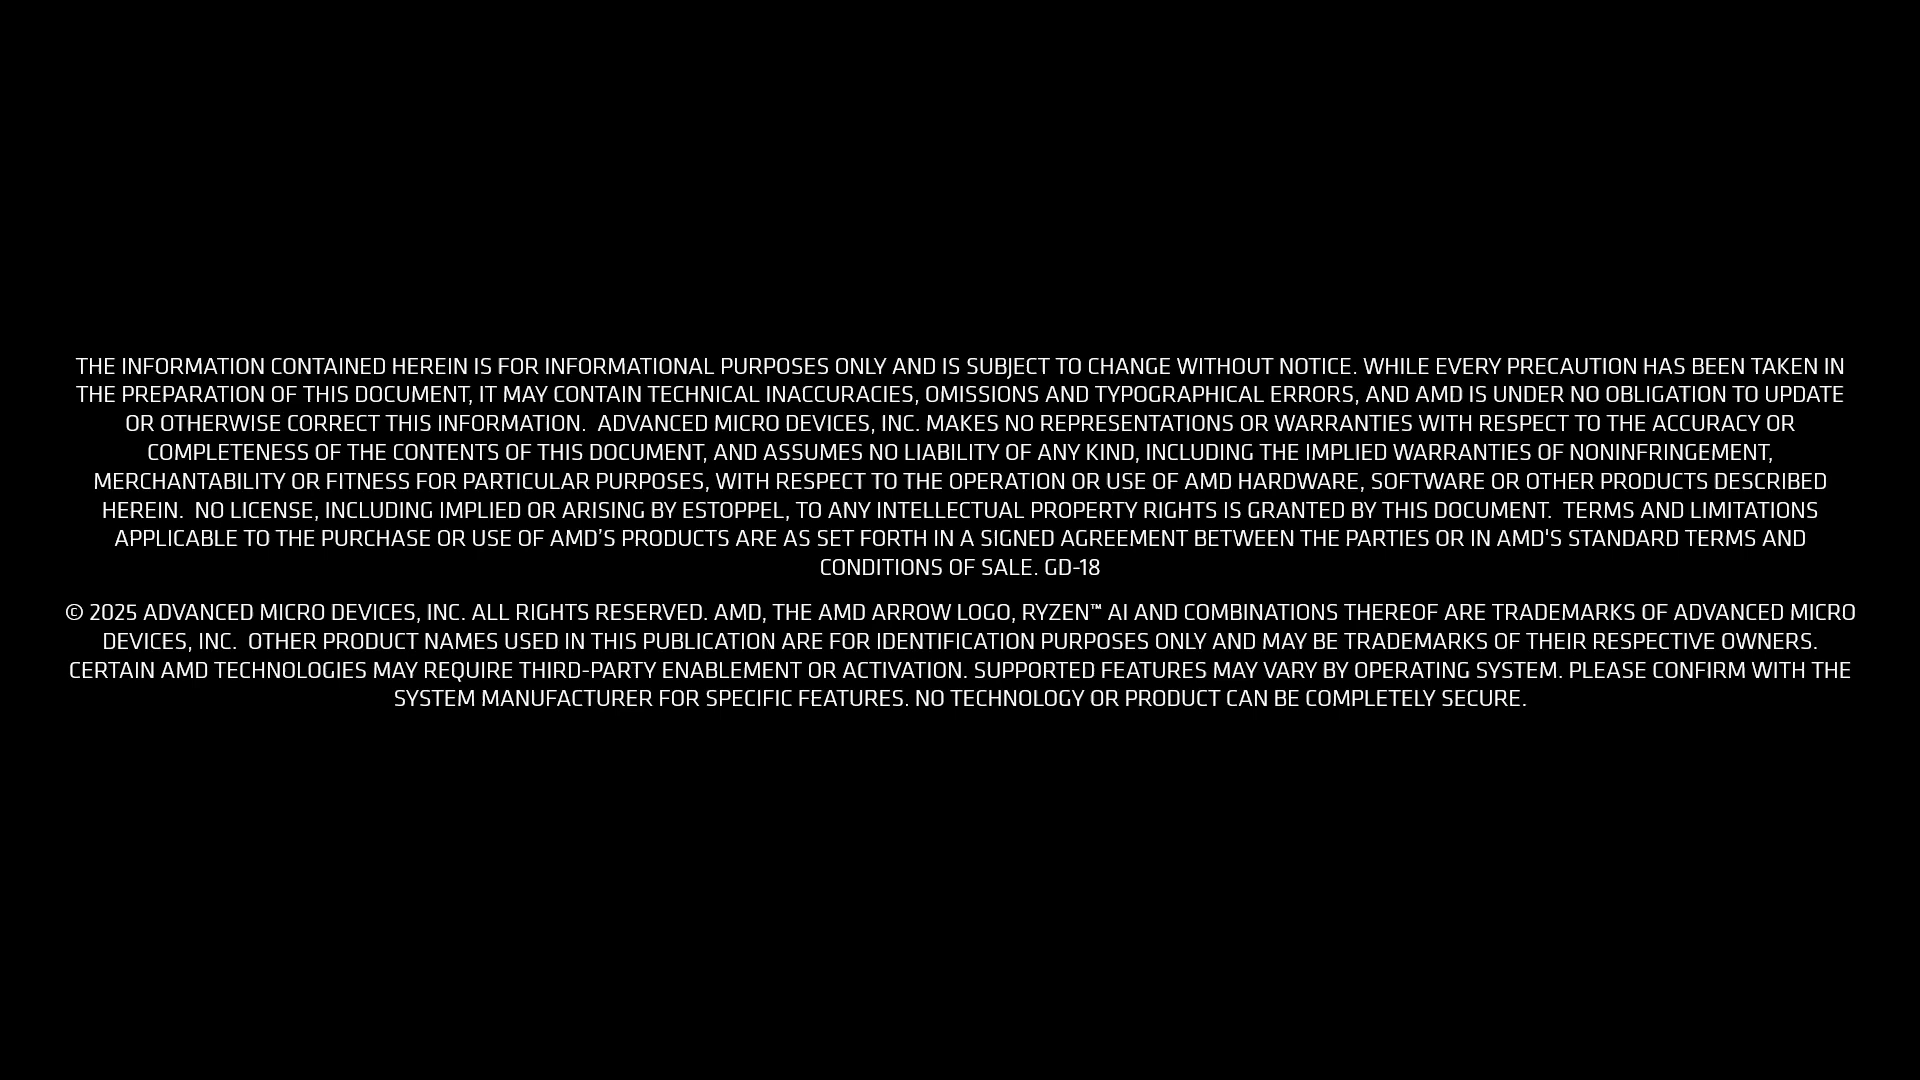 THE INFORMATION CONTAINED HEREIN IS FOR INFORMATIONAL PURPOSES ONLY AND IS SUBJECT TO CHANGE WITHOUT NOTICE. WHILE EVERY PRECAUTION HAS BEEN TAKEN IN
THE PREPARATION OF THIS DOCUMENT, IT MAY CONTAIN TECHNICAL INACCURACIES, OMISSIONS AND TYPOGRAPHICAL ERRORS, AND AMD IS UNDER NO OBLIGATION TO UPDATE
OR OTHERWISE CORRECT THIS INFORMATION.  ADVANCED MICRO DEVICES, INC. MAKES NO REPRESENTATIONS OR WARRANTIES WITH RESPECT TO THE ACCURACY OR
COMPLETENESS OF THE CONTENTS OF THIS DOCUMENT, AND ASSUMES NO LIABILITY OF ANY KIND, INCLUDING THE IMPLIED WARRANTIES OF NONINFRINGEMENT,
MERCHANTABILITY OR FITNESS FOR PARTICULAR PURPOSES, WITH RESPECT TO THE OPERATION OR USE OF AMD HARDWARE, SOFTWARE OR OTHER PRODUCTS DESCRIBED
HEREIN.  NO LICENSE, INCLUDING IMPLIED OR ARISING BY ESTOPPEL, TO ANY INTELLECTUAL PROPERTY RIGHTS IS GRANTED BY THIS DOCUMENT.  TERMS AND LIMITATIONS
APPLICABLE TO THE PURCHASE OR USE OF AMD’S PRODUCTS ARE AS SET FORTH IN A SIGNED AGREEMENT BETWEEN THE PARTIES OR IN AMD'S STANDARD TERMS AND
CONDITIONS OF SALE. GD-18
© 2025 ADVANCED MICRO DEVICES, INC. ALL RIGHTS RESERVED. AMD, THE AMD ARROW LOGO, RYZEN™ AI AND COMBINATIONS THEREOF ARE TRADEMARKS OF ADVANCED MICRO
DEVICES, INC.  OTHER PRODUCT NAMES USED IN THIS PUBLICATION ARE FOR IDENTIFICATION PURPOSES ONLY AND MAY BE TRADEMARKS OF THEIR RESPECTIVE OWNERS.
CERTAIN AMD TECHNOLOGIES MAY REQUIRE THIRD-PARTY ENABLEMENT OR ACTIVATION. SUPPORTED FEATURES MAY VARY BY OPERATING SYSTEM. PLEASE CONFIRM WITH THE
SYSTEM MANUFACTURER FOR SPECIFIC FEATURES. NO TECHNOLOGY OR PRODUCT CAN BE COMPLETELY SECURE.